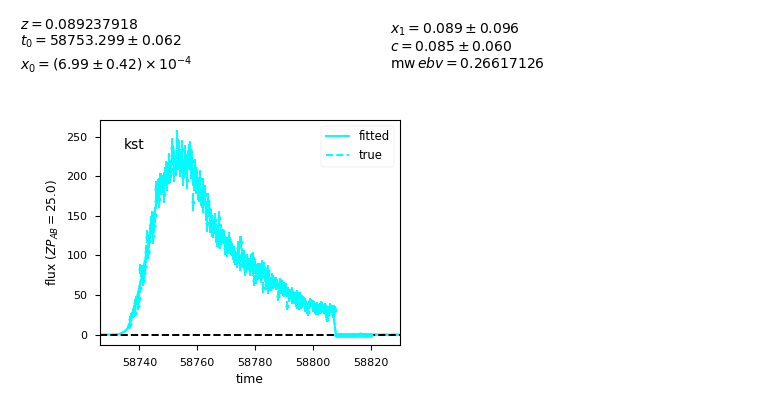 z = 0.089237918
t₀ = 58753.299 ± 0.062
x₀ = (6.99 ± 0.42) × 10⁻⁴
x₁ = 0.089 ± 0.096
c = 0.085 ± 0.060
mw ebv = 0.26617126
kst
fitted
true
250
200
150
100
50
0
flux (ZP_AB = 25.0)
58740 58760 58780 58800 58820
time